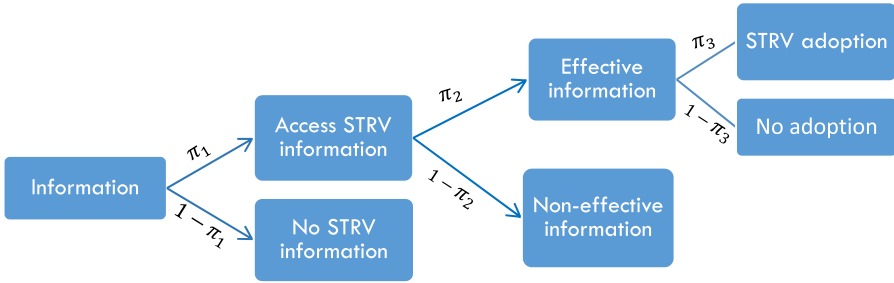 Information
π₁
1 − π₁
Access STRV
information
No STRV
information
π₂
1 − π₂
Effective
information
Non-effective
information
π₃
1 − π₃
STRV adoption
No adoption